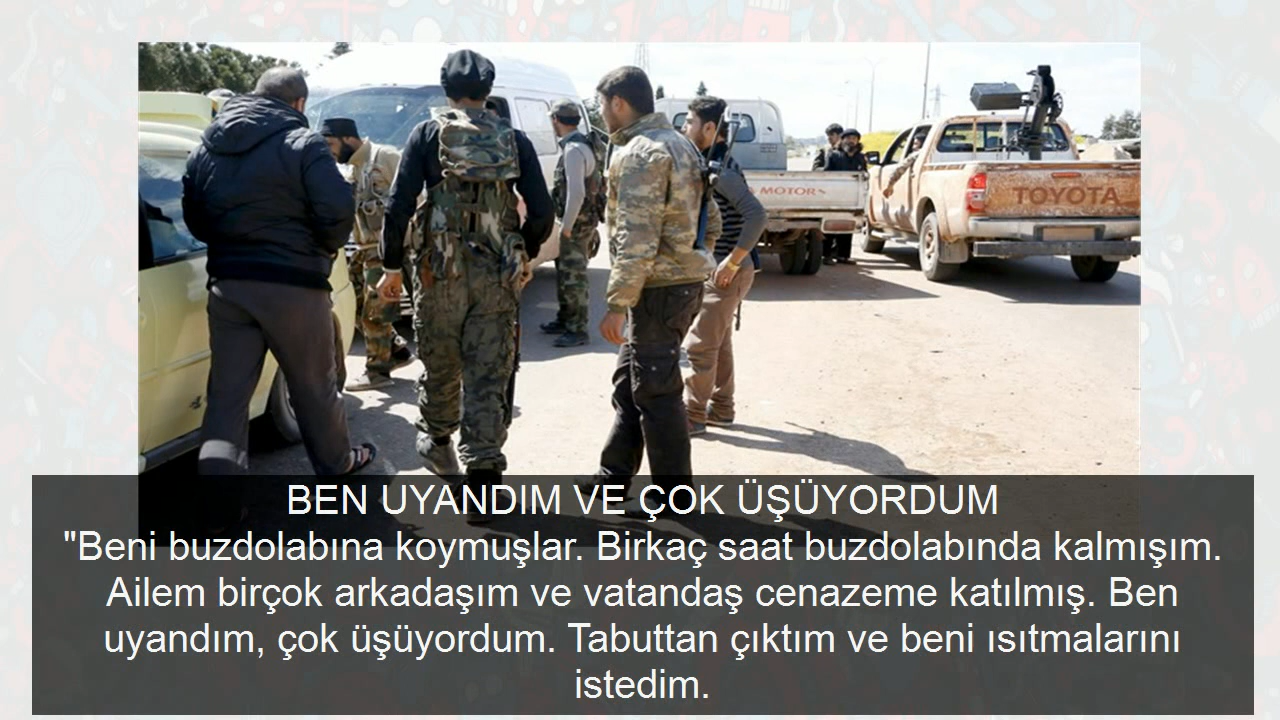 MOTORS
TOYOTA
BEN UYANDIM VE ÇOK ÜŞÜYORDUM
"Beni buzdolabına koymuşlar. Birkaç saat buzdolabında kalmışım.
Ailem birçok arkadaşım ve vatandaş cenazeme katılmış. Ben
uyandım, çok üşüyordum. Tabuttan çıktım ve beni ısıtmalarını
istedim.